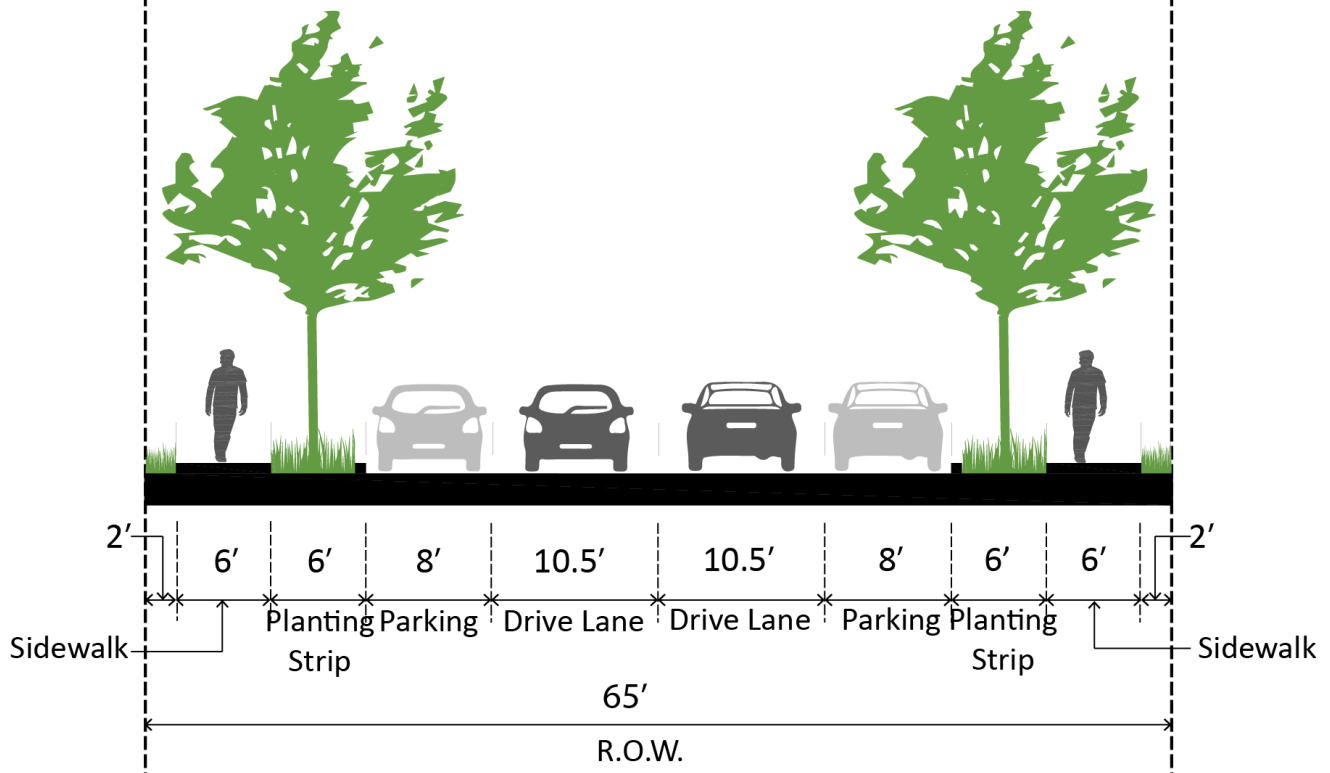 2′ 2′
6′ 6′ 8′ 10.5′ 10.5′ 8′ 6′ 6′
Planting Parking Drive Lane Drive Lane Parking Planting
Sidewalk Sidewalk
Strip Strip
65′
R.O.W.